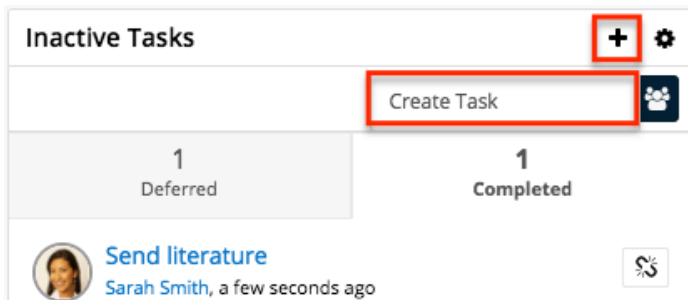 Inactive Tasks
Create Task
1
Deferred
1
Completed
Send literature
Sarah Smith, a few seconds ago